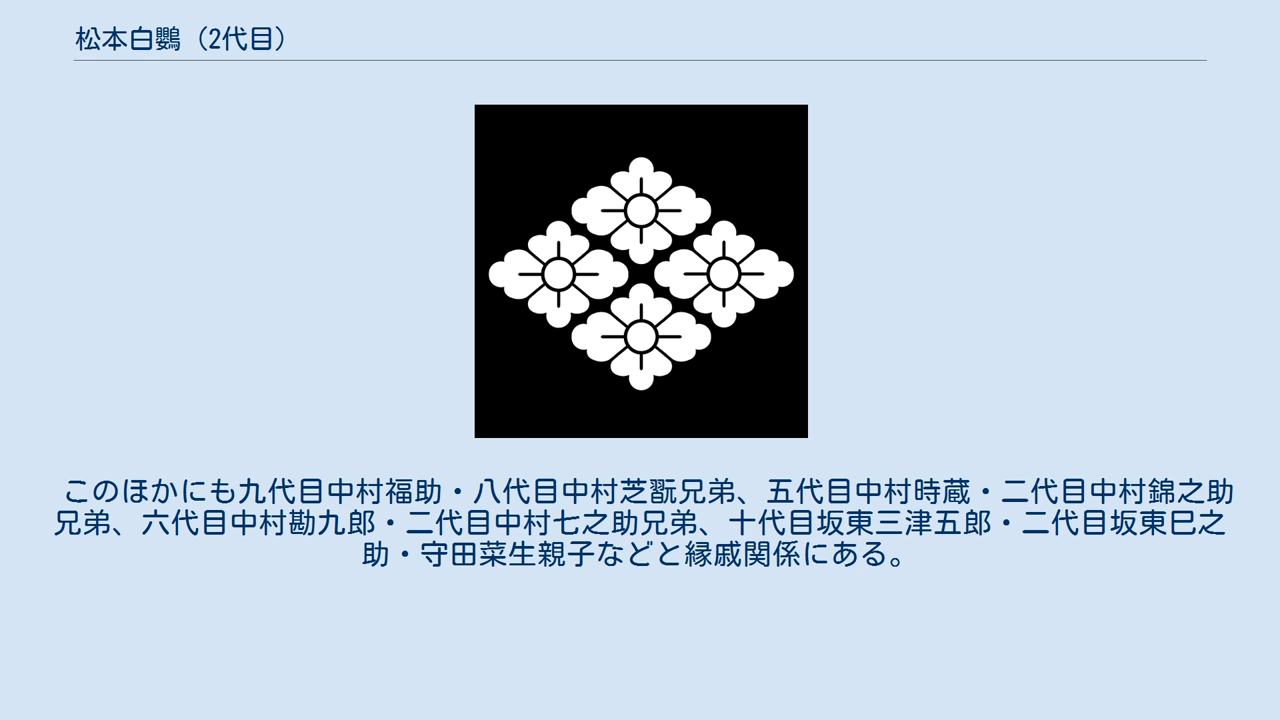 松本白鸚（2代目）
このほかにも九代目中村福助・八代目中村芝翫兄弟、五代目中村時蔵・二代目中村錦之助
兄弟、六代目中村勘九郎・二代目中村七之助兄弟、十代目坂東三津五郎・二代目坂東巳之
助・守田菜生親子などと縁戚関係にある。